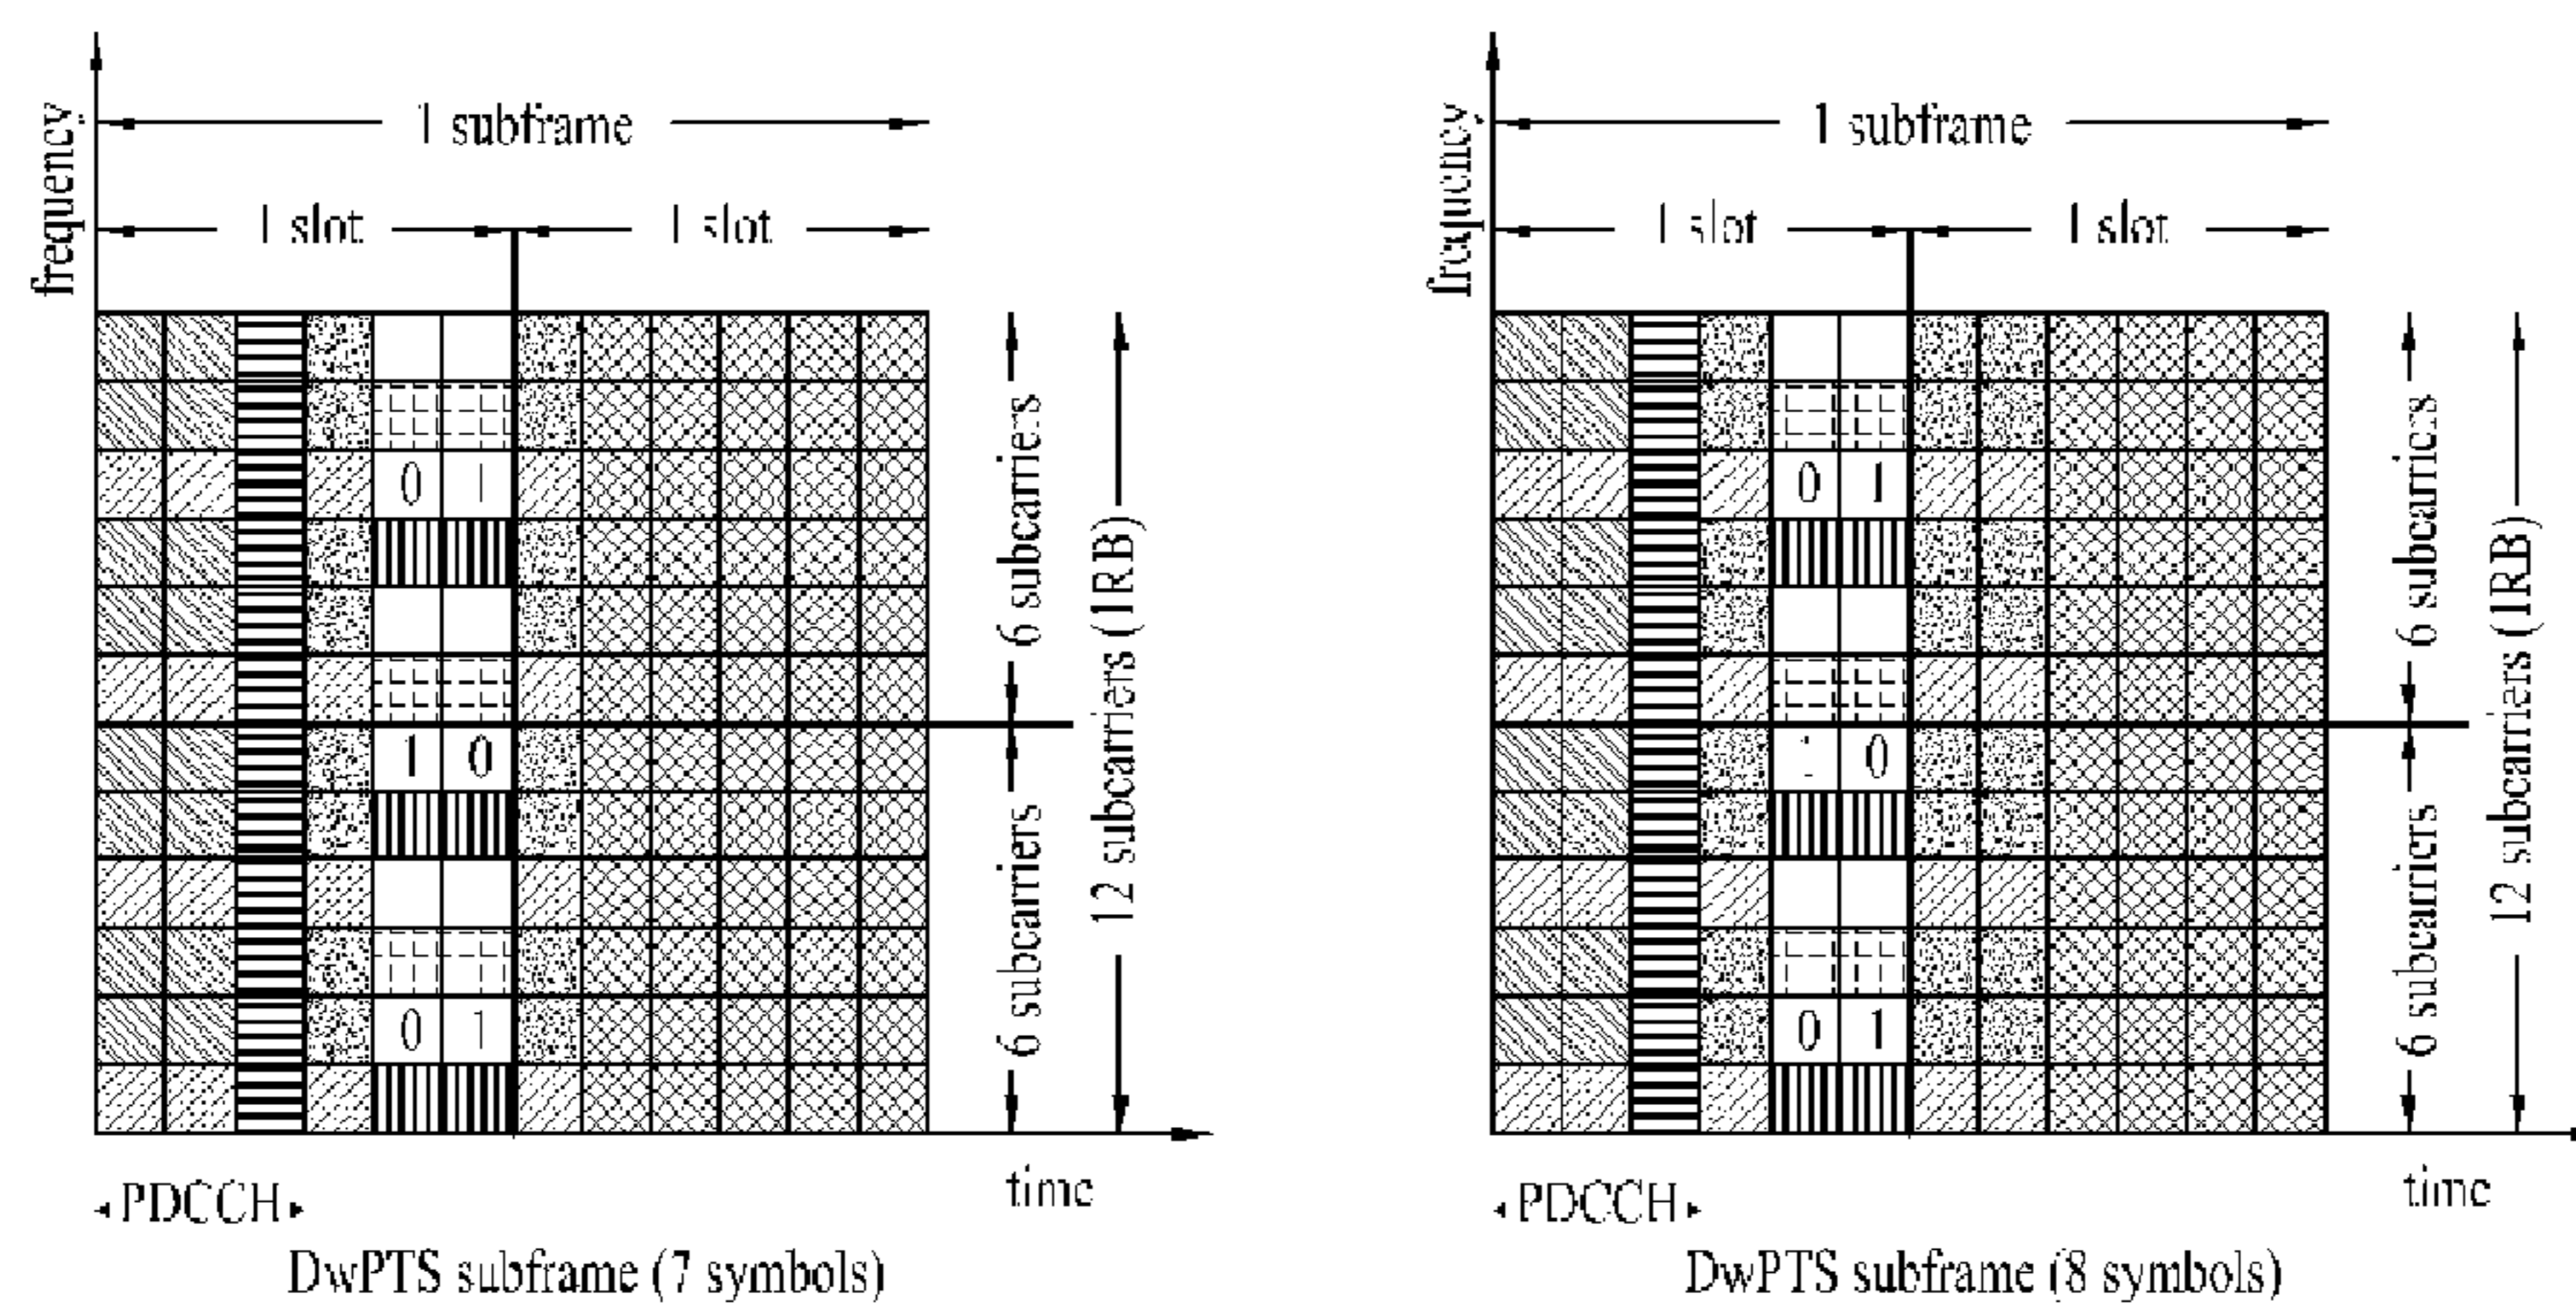 frequency
1 subframe
1 slot
1 slot
0 1
1 0
0 1
6 subcarriers
6 subcarriers
12 subcarriers (1RB)
time
PDCCH
DwPTS subframe (7 symbols)
frequency
1 subframe
1 slot
1 slot
0 1
0
0 1
6 subcarriers
6 subcarriers
12 subcarriers (1RB)
time
PDCCH
DwPTS subframe (8 symbols)